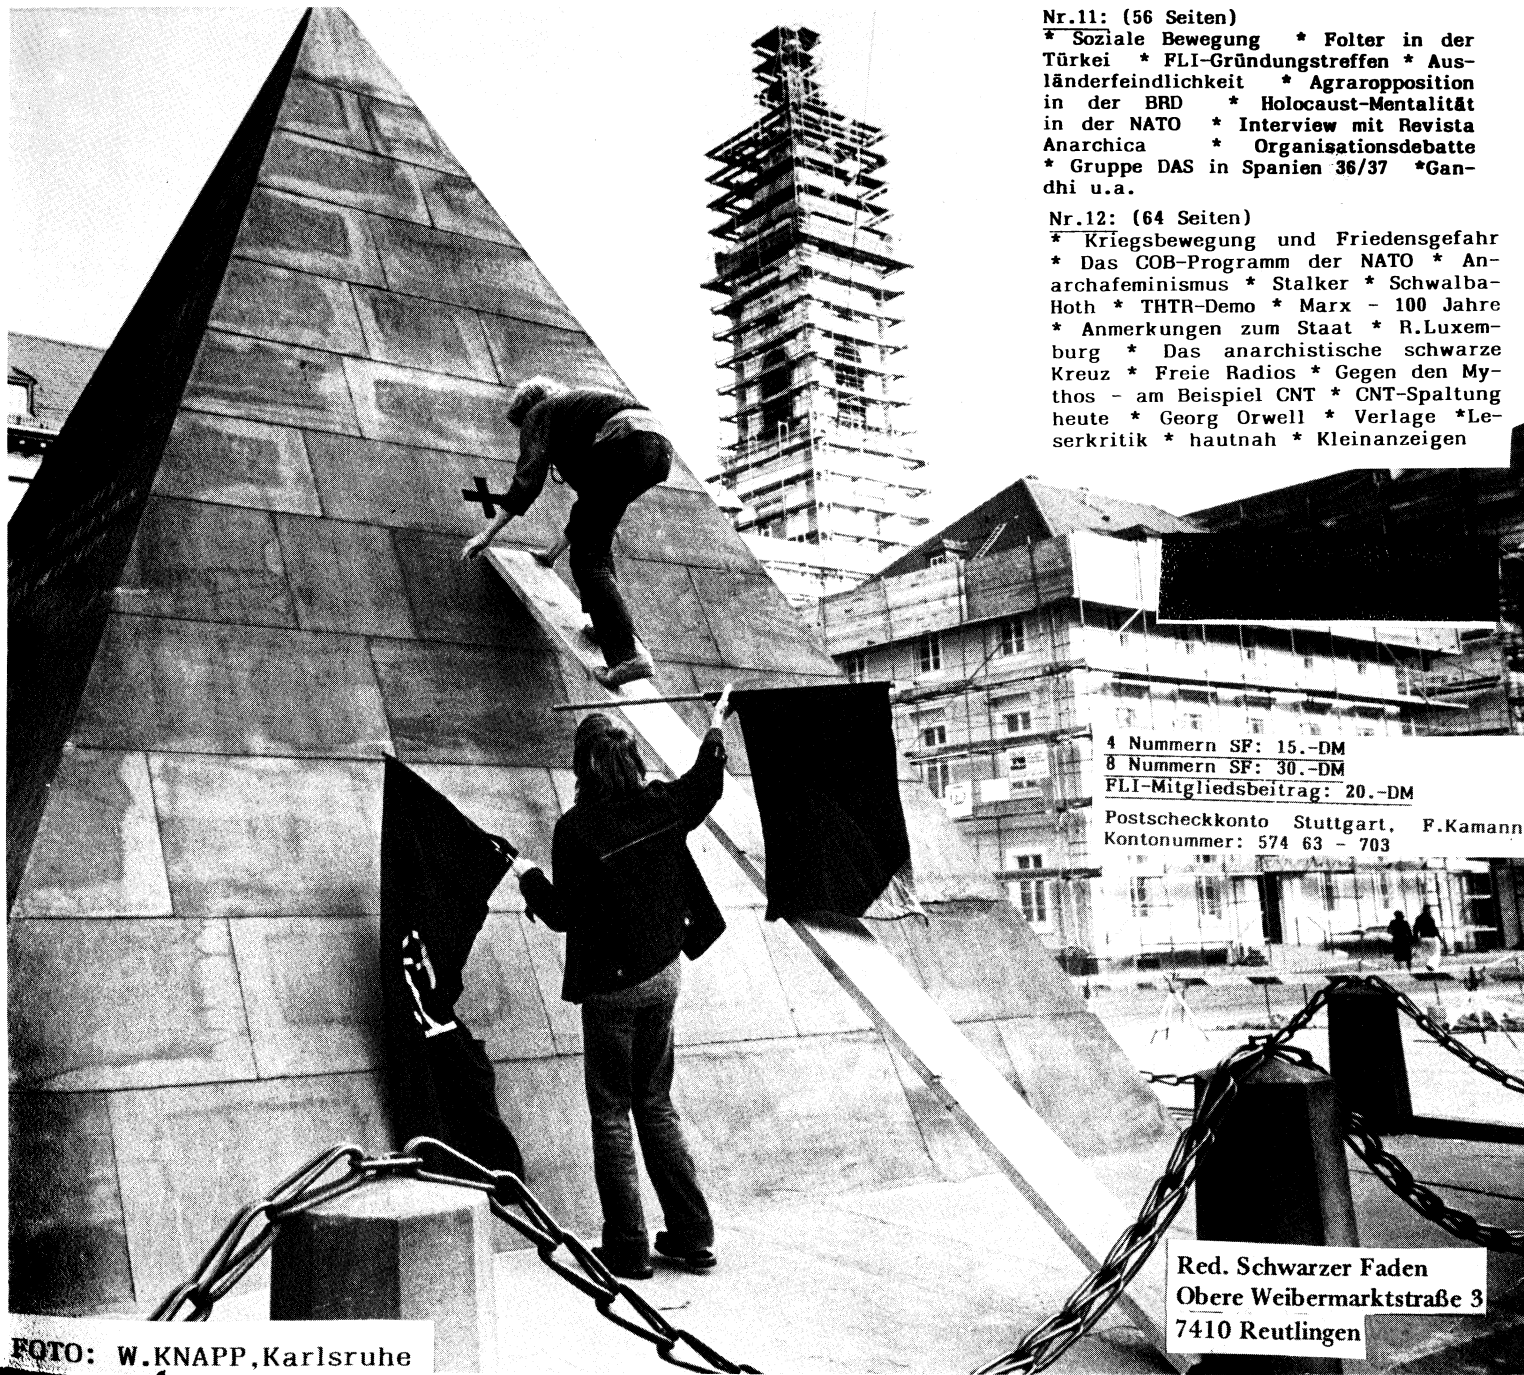 Nr.11: (56 Seiten)
* Soziale Bewegung * Folter in der
Türkei * FLI-Gründungstreffen * Aus-
länderfeindlichkeit * Agraropposition
in der BRD * Holocaust-Mentalität
in der NATO * Interview mit Revista
Anarchica * Organisationsdebatte
* Gruppe DAS in Spanien 36/37 *Gan-
dhi u.a.
Nr.12: (64 Seiten)
* Kriegsbewegung und Friedensgefahr
* Das COB-Programm der NATO * An-
archafeminismus * Stalker * Schwalba-
Hoth * THTR-Demo * Marx - 100 Jahre
* Anmerkungen zum Staat * R.Luxem-
burg * Das anarchistische schwarze
Kreuz * Freie Radios * Gegen den My-
thos - am Beispiel CNT * CNT-Spaltung
heute * Georg Orwell * Verlage *Le-
serkritik * hautnah * Kleinanzeigen
4 Nummern SF: 15.-DM
8 Nummern SF: 30.-DM
FLI-Mitgliedsbeitrag: 20.-DM
Postscheckkonto Stuttgart, F.Kamann
Kontonummer: 574 63 - 703
Red. Schwarzer Faden
Obere Weibermarktstraße 3
7410 Reutlingen
FOTO: W.KNAPP,Karlsruhe